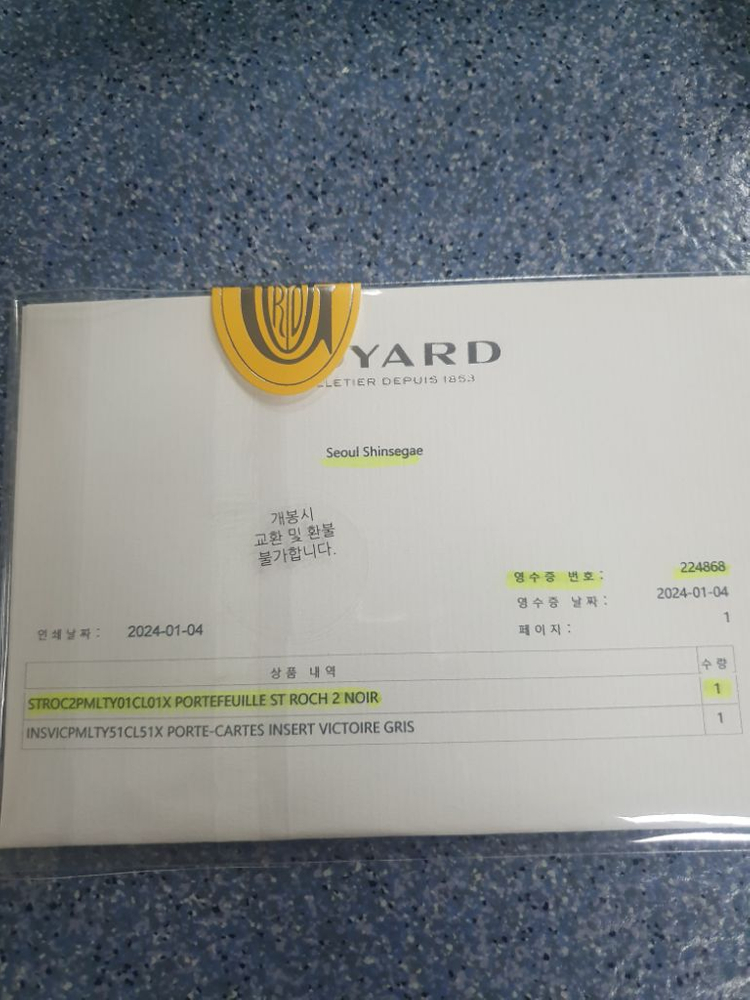 YARD
LLETIER DEPUIS 1853
Seoul Shinsegae
개봉시
교환 및 환불
불가합니다.
영수증 번호: 224868
영수증 날짜: 2024-01-04
페이지: 1
인쇄날짜: 2024-01-04
상품 내역 수량
STROC2PMLTY01CL01X PORTEFEUILLE ST ROCH 2 NOIR 1
INSVICPMLTY51CL51X PORTE-CARTES INSERT VICTOIRE GRIS 1